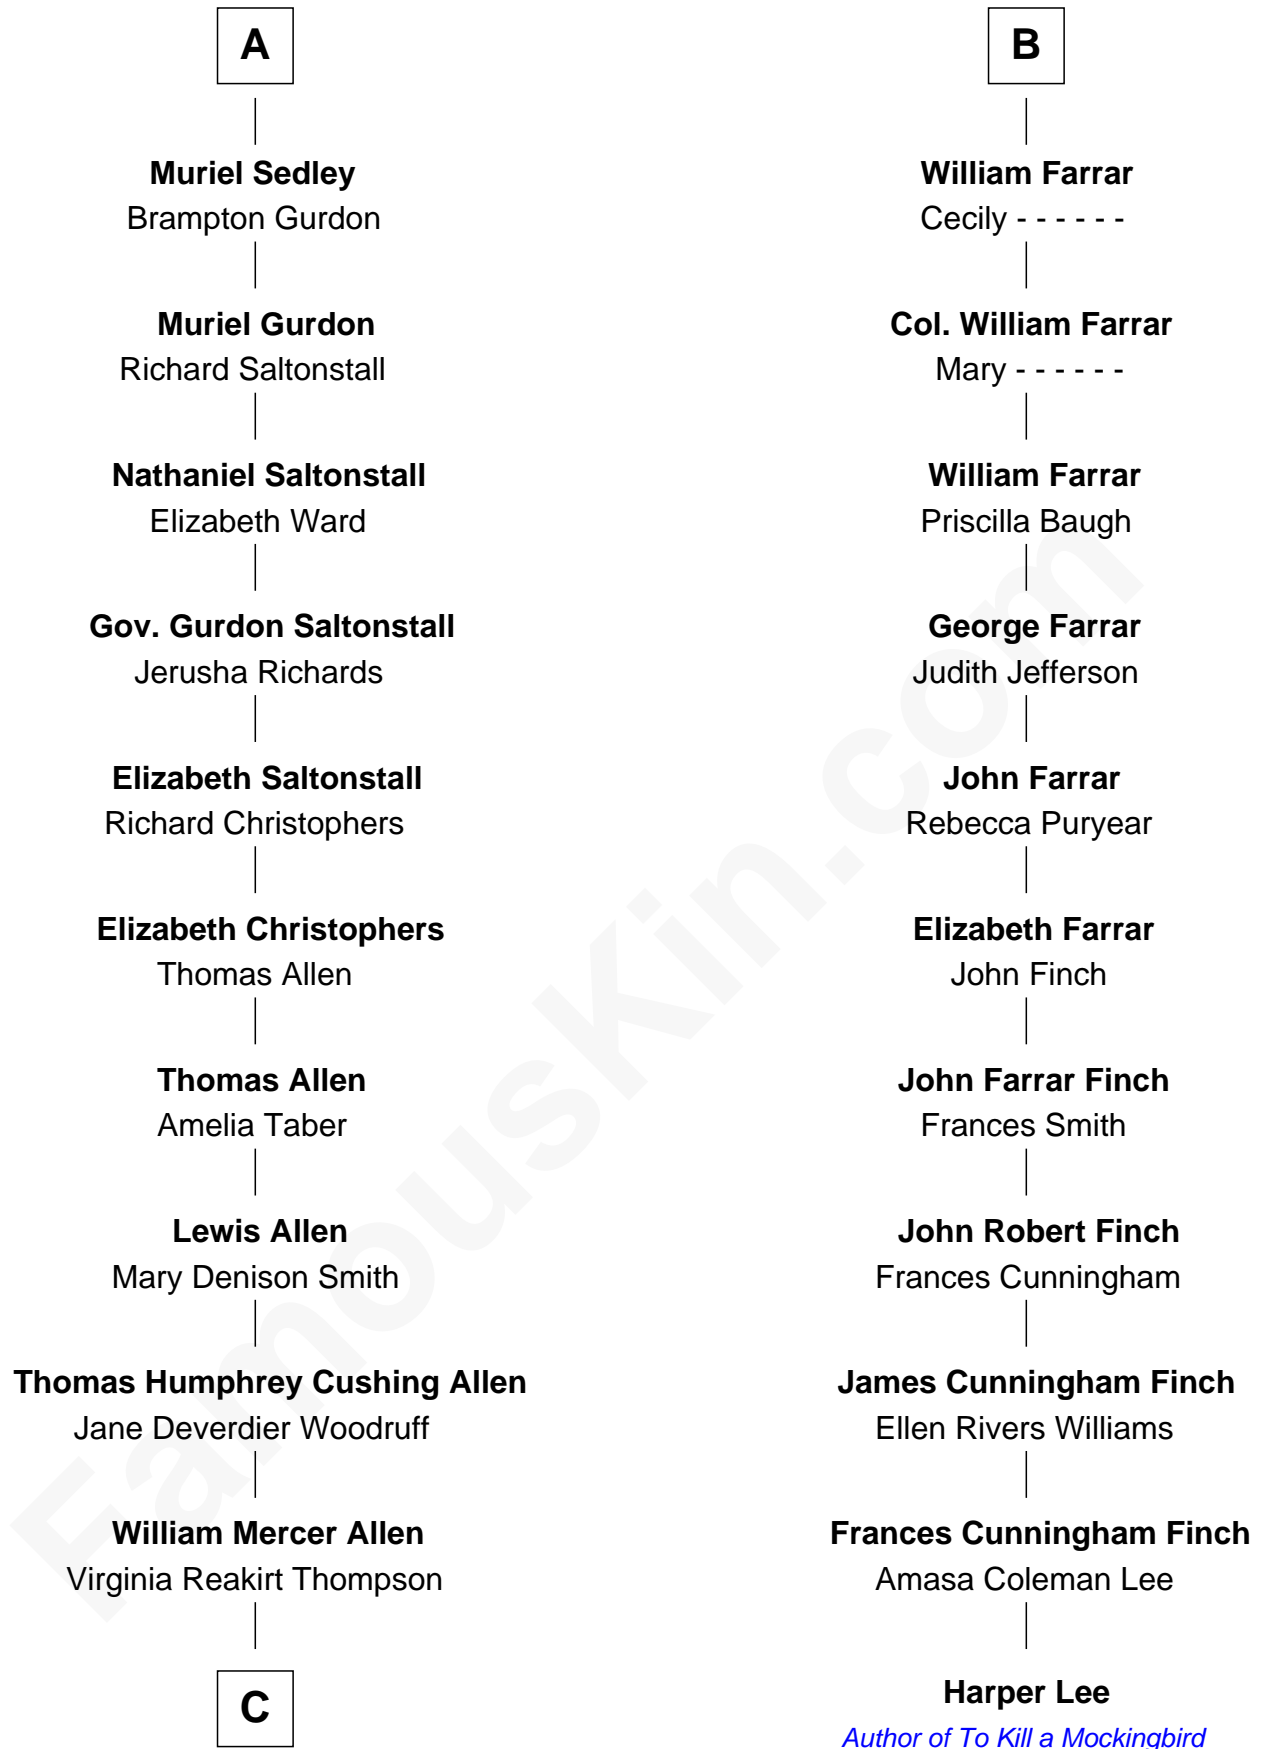 A
Muriel Sedley
Brampton Gurdon
Muriel Gurdon
Richard Saltonstall
Nathaniel Saltonstall
Elizabeth Ward
Gov. Gurdon Saltonstall
Jerusha Richards
Elizabeth Saltonstall
Richard Christophers
Elizabeth Christophers
Thomas Allen
Thomas Allen
Amelia Taber
Lewis Allen
Mary Denison Smith
Thomas Humphrey Cushing Allen
Jane Deverdier Woodruff
William Mercer Allen
Virginia Reakirt Thompson
C
B
William Farrar
Cecily - - - - - -
Col. William Farrar
Mary - - - - - -
William Farrar
Priscilla Baugh
George Farrar
Judith Jefferson
John Farrar
Rebecca Puryear
Elizabeth Farrar
John Finch
John Farrar Finch
Frances Smith
John Robert Finch
Frances Cunningham
James Cunningham Finch
Ellen Rivers Williams
Frances Cunningham Finch
Amasa Coleman Lee
Harper Lee
Author of To Kill a Mockingbird
FamousKin.com